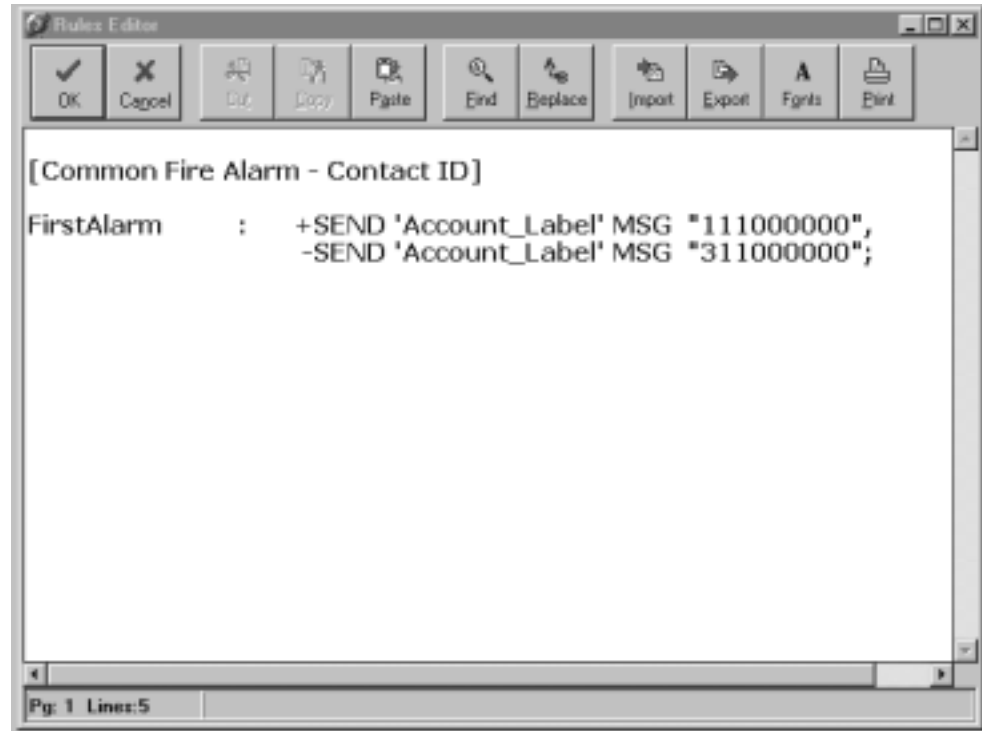 Rules Editor
OK Cancel Cut Copy Paste Find Replace Import Export Fonts Print
[Common Fire Alarm - Contact ID]
FirstAlarm : +SEND 'Account_Label' MSG "111000000",
-SEND 'Account_Label' MSG "311000000";
Pg: 1 Lines:5